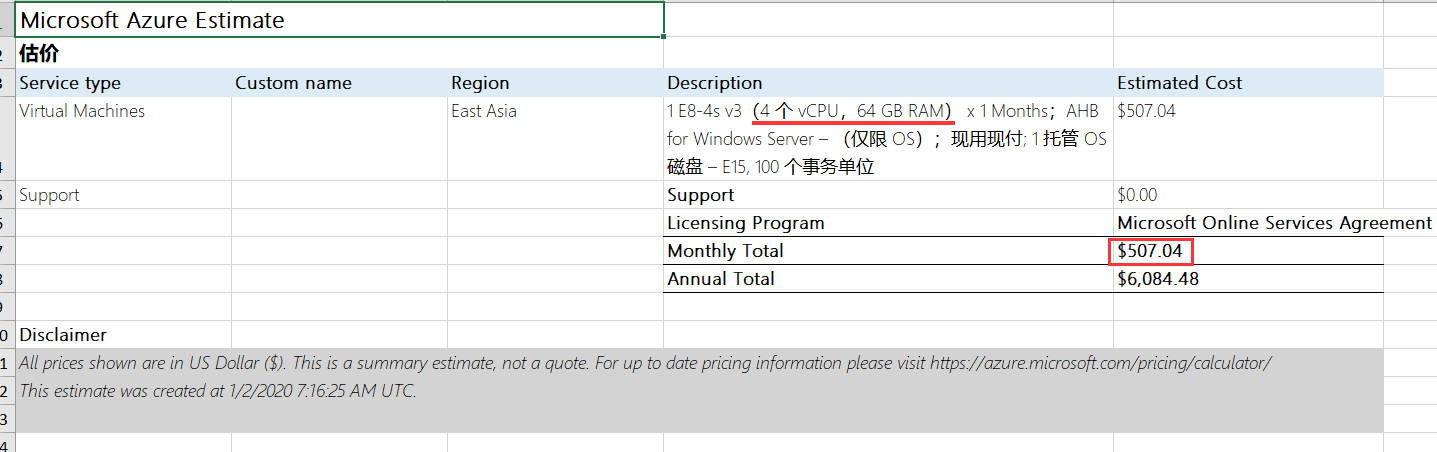 Microsoft Azure Estimate
估价
Service type Custom name Region Description Estimated Cost
Virtual Machines East Asia 1 E8-4s v3（4 个 vCPU，64 GB RAM） x 1 Months；AHB $507.04
for Windows Server – （仅限 OS）；现用现付; 1 托管 OS
磁盘 – E15, 100 个事务单位
Support Support $0.00
Licensing Program Microsoft Online Services Agreement
Monthly Total $507.04
Annual Total $6,084.48
Disclaimer
All prices shown are in US Dollar ($). This is a summary estimate, not a quote. For up to date pricing information please visit https://azure.microsoft.com/pricing/calculator/
This estimate was created at 1/2/2020 7:16:25 AM UTC.